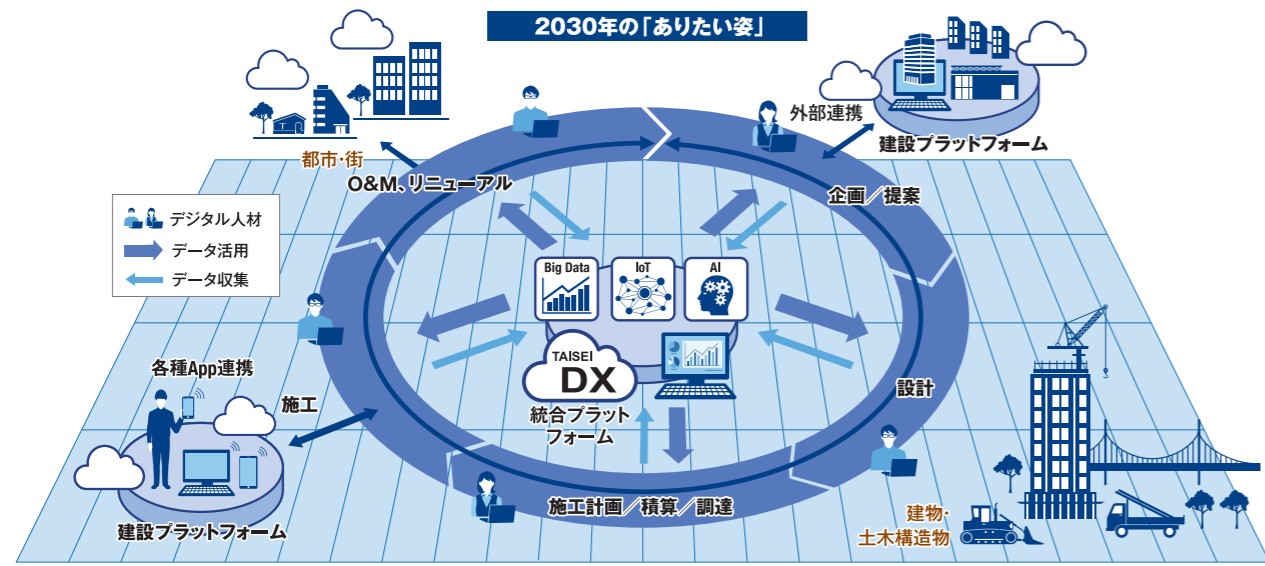 2030年の「ありたい姿」
外部連携
建設プラットフォーム
都市・街
O&M、リニューアル
企画／提案
デジタル人材
データ活用
データ収集
Big Data
IoT
AI
TAISEI
DX
統合プラット
フォーム
各種App連携
施工
設計
施工計画／積算／調達
建設プラットフォーム
建物・
土木構造物